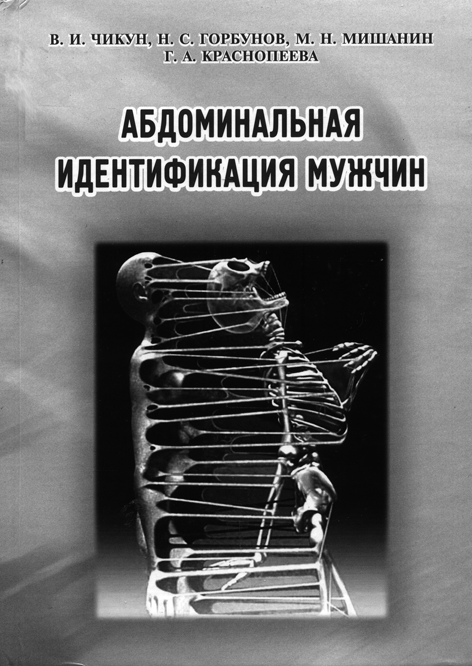 В. И. ЧИКУН, Н. С. ГОРБУНОВ, М. Н. МИШАНИН
Г. А. КРАСНОПЕЕВА
АБДОМИНАЛЬНАЯ
ИДЕНТИФИКАЦИЯ МУЖЧИН